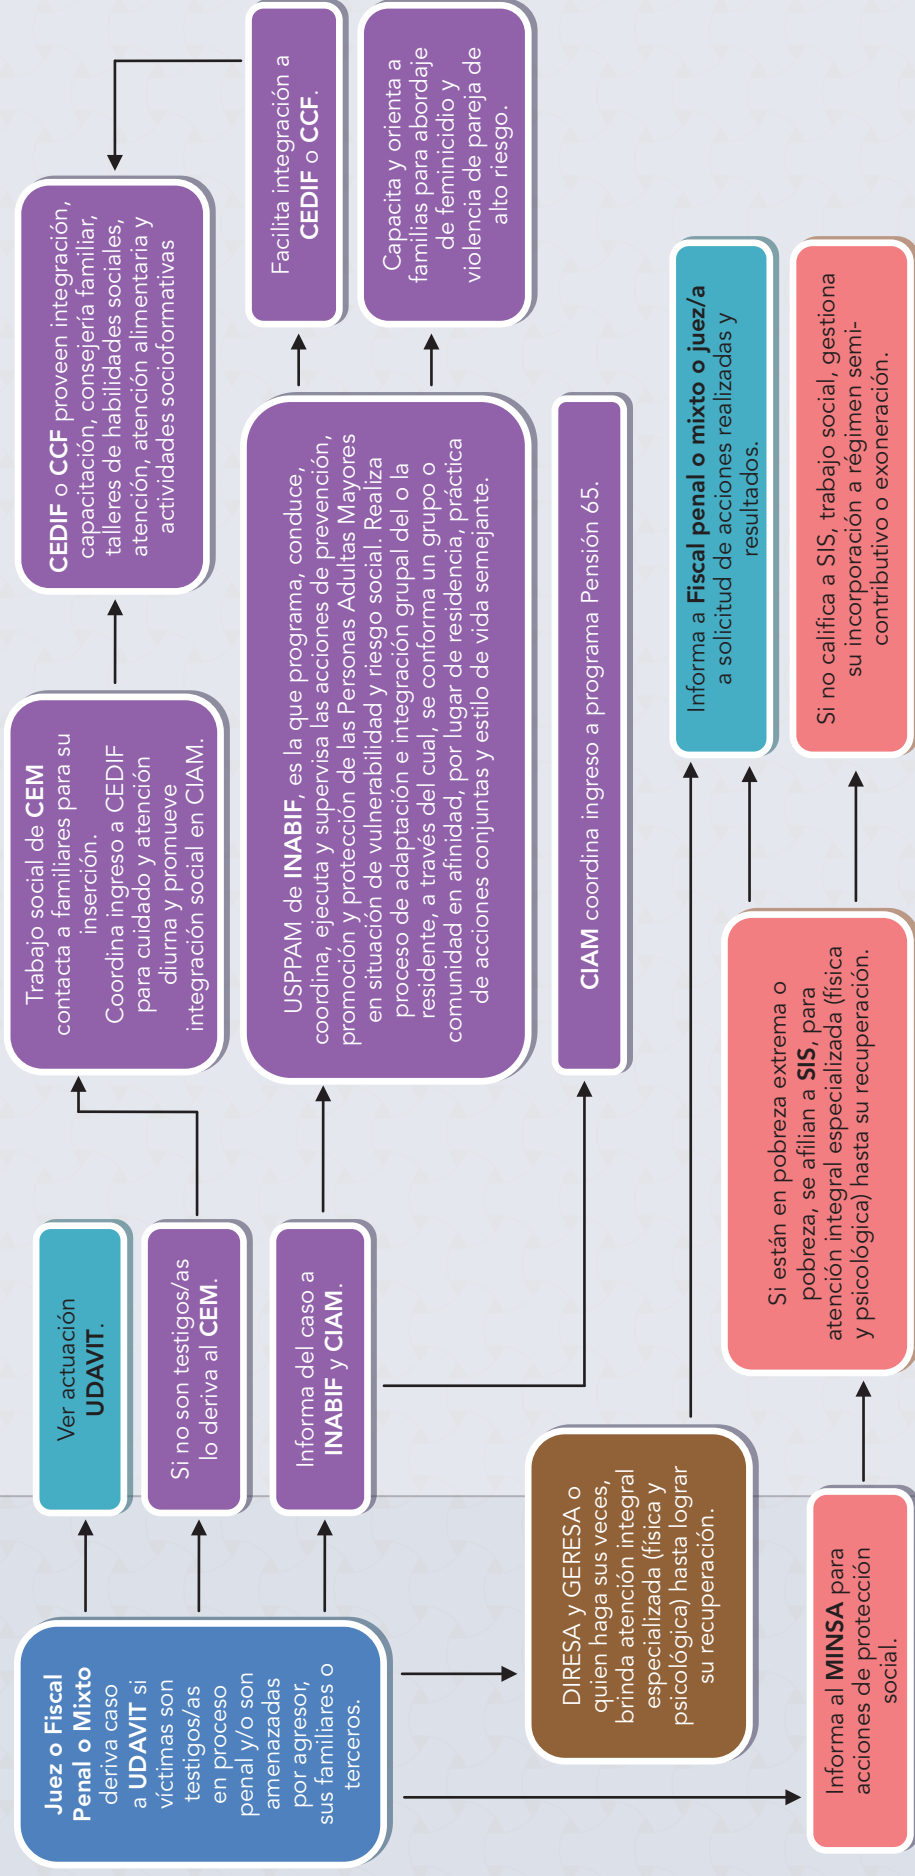 Juez o Fiscal
Penal o Mixto
deriva caso
a UDAVIT si
víctimas son
testigos/as
en proceso
penal y/o son
amenazadas
por agresor,
sus familiares o
terceros.
Ver actuación
UDAVIT.
Si no son testigos/as
lo deriva al CEM.
Informa del caso a
INABIF y CIAM.
Trabajo social de CEM
contacta a familiares para su
inserción.
Coordina ingreso a CEDIF
para cuidado y atención
diurna y promueve
integración social en CIAM.
CEDIF o CCF proveen integración,
capacitación, consejería familiar,
talleres de habilidades sociales,
atención, atención alimentaria y
actividades socioformativas
USPPAM de INABIF, es la que programa, conduce,
coordina, ejecuta y supervisa las acciones de prevención,
promoción y protección de las Personas Adultas Mayores
en situación de vulnerabilidad y riesgo social. Realiza
proceso de adaptación e integración grupal del o la
residente, a través del cual, se conforma un grupo o
comunidad en afinidad, por lugar de residencia, práctica
de acciones conjuntas y estilo de vida semejante.
Facilita integración a
CEDIF o CCF.
Capacita y orienta a
familias para abordaje
de feminicidio y
violencia de pareja de
alto riesgo.
CIAM coordina ingreso a programa Pensión 65.
DIRESA y GERESA o
quien haga sus veces,
brinda atención integral
especializada (física y
psicológica) hasta lograr
su recuperación.
Informa a Fiscal penal o mixto o juez/a
a solicitud de acciones realizadas y
resultados.
Informa al MINSA para
acciones de protección
social.
Si están en pobreza extrema o
pobreza, se afilian a SIS, para
atención integral especializada (física
y psicológica) hasta su recuperación.
Si no califica a SIS, trabajo social, gestiona
su incorporación a régimen semi-
contributivo o exoneración.